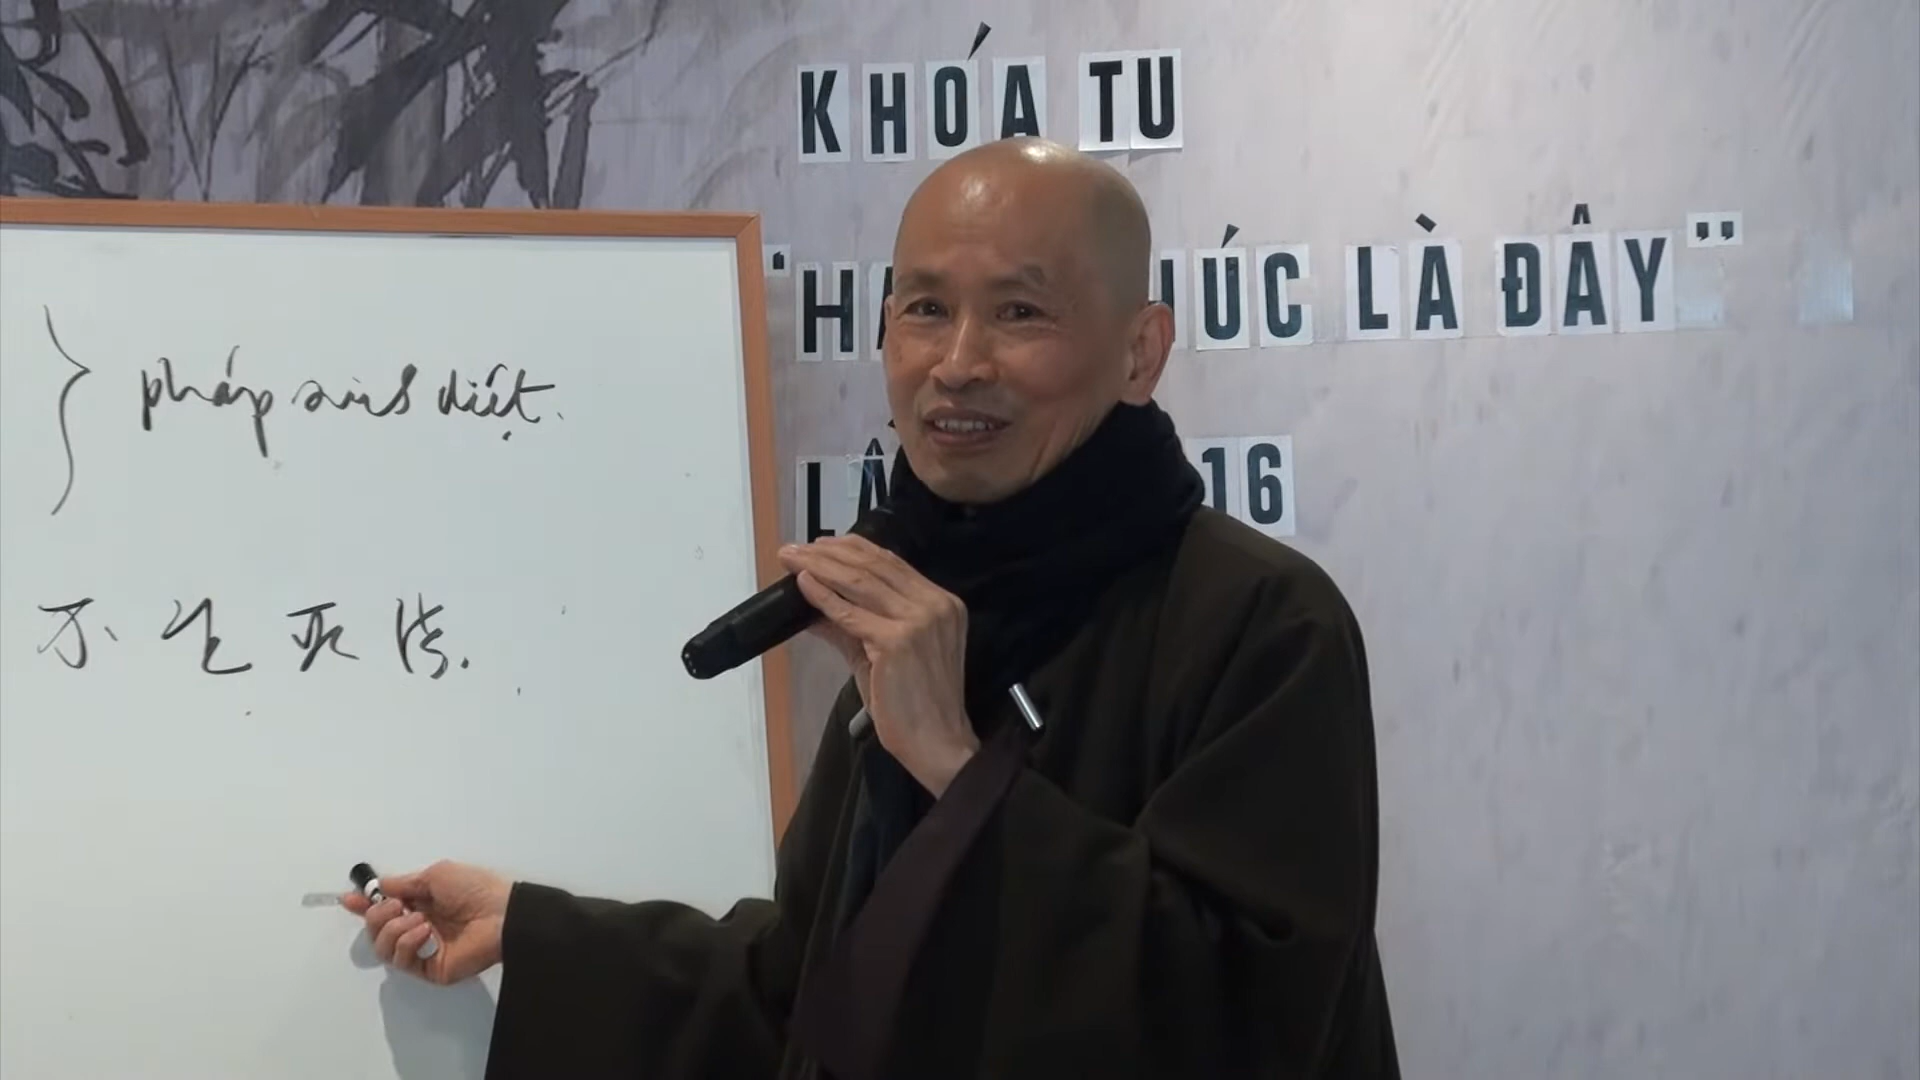 KHÓA TU
"H ÚC LÀ ĐÂY"
L 16
pháp sinh diệt.
不生灭法.